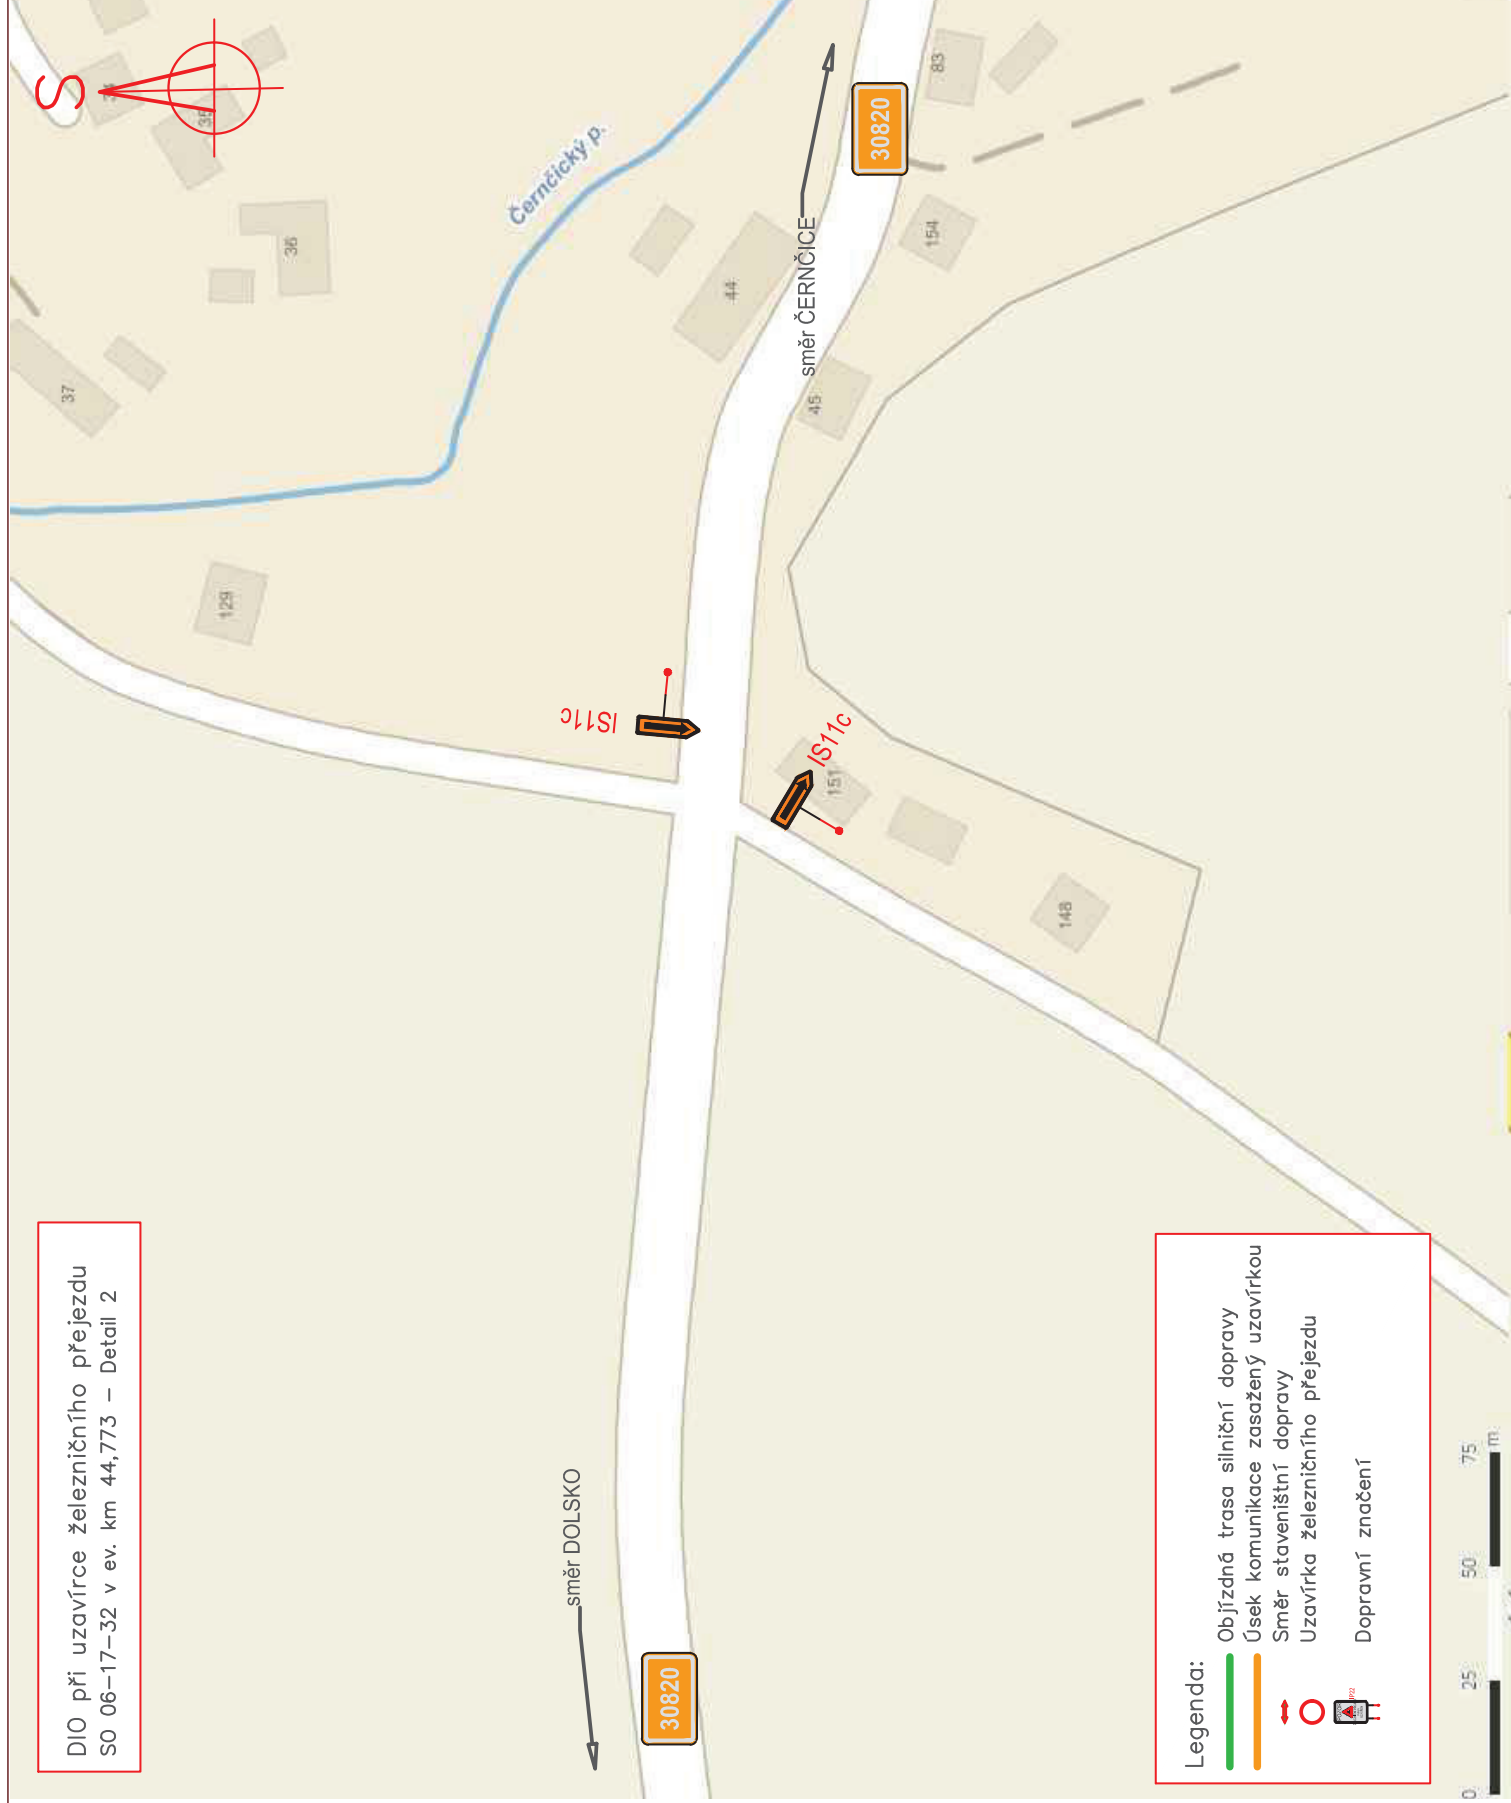 DIO při uzavírce železničního přejezdu
SO 06-17-32 v ev. km 44,773 - Detail 2
S
34
35
36
37
129
Černčický p.
44
45
154
83
směr ČERNČICE
30820
IS11c
IS11c
151
148
směr DOLSKO
30820
Legenda:
Objízdná trasa silniční dopravy
Úsek komunikace zasažený uzavírkou
Směr staveništní dopravy
Uzavírka železničního přejezdu
Dopravní značení
0 25 50 75 m